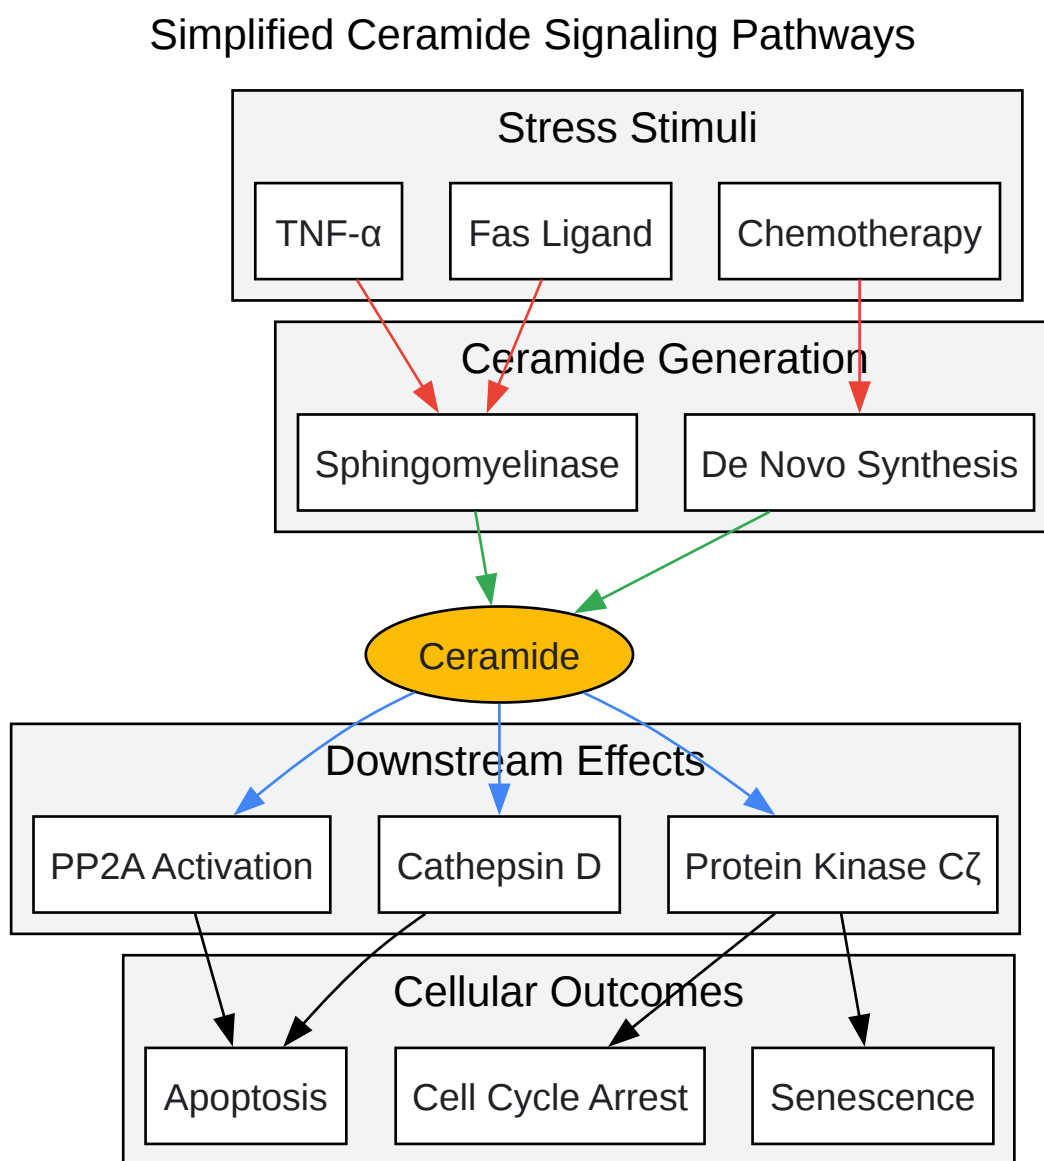 Simplified Ceramide Signaling Pathways
Stress Stimuli
TNF-α
Fas Ligand
Chemotherapy
Ceramide Generation
Sphingomyelinase
De Novo Synthesis
Ceramide
Downstream Effects
PP2A Activation
Cathepsin D
Protein Kinase Cζ
Cellular Outcomes
Apoptosis
Cell Cycle Arrest
Senescence